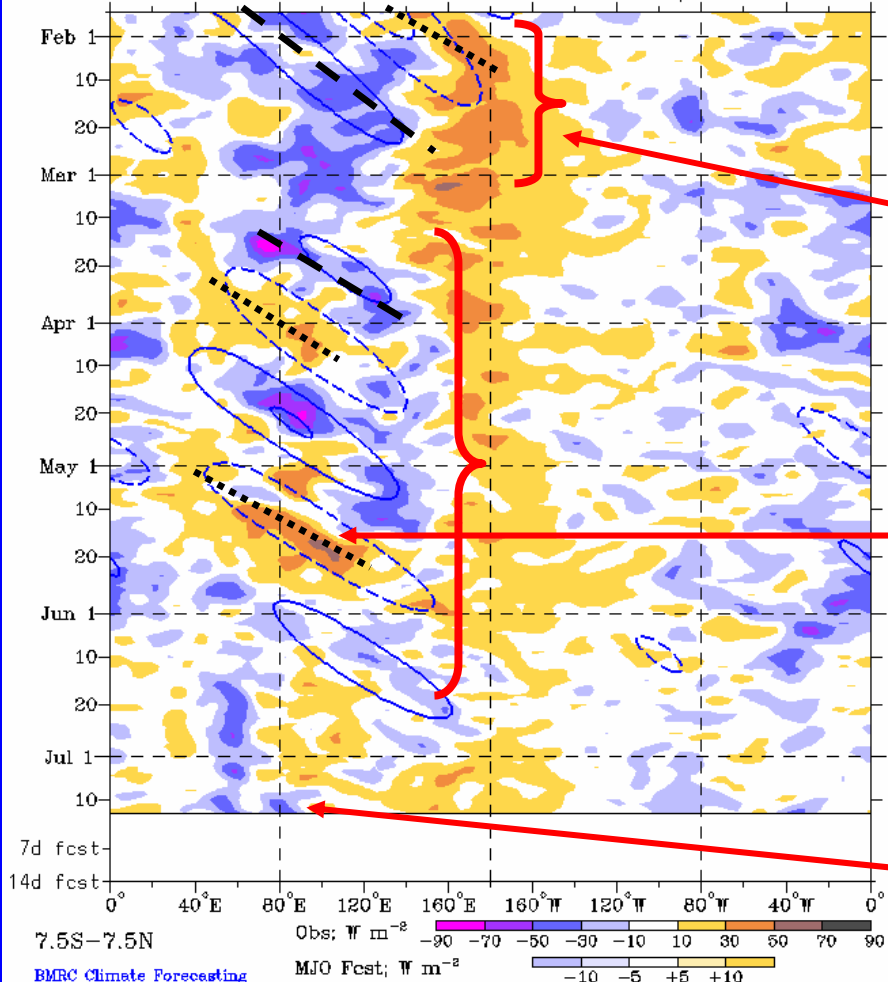 Feb 1
10
20
Mar 1
10
20
Apr 1
10
20
May 1
10
20
Jun 1
10
20
Jul 1
10
7d fcst
14d fcst
0° 40°E 80°E 120°E 160°E 160°W 120°W 80°W 40°W 0°
7.5S-7.5N
Obs; W m-2
-90 -70 -50 -30 -10 10 30 50 70 90
BMRC Climate Forecasting
MJO Fcst; W m-2
-10 -5 +5 +10